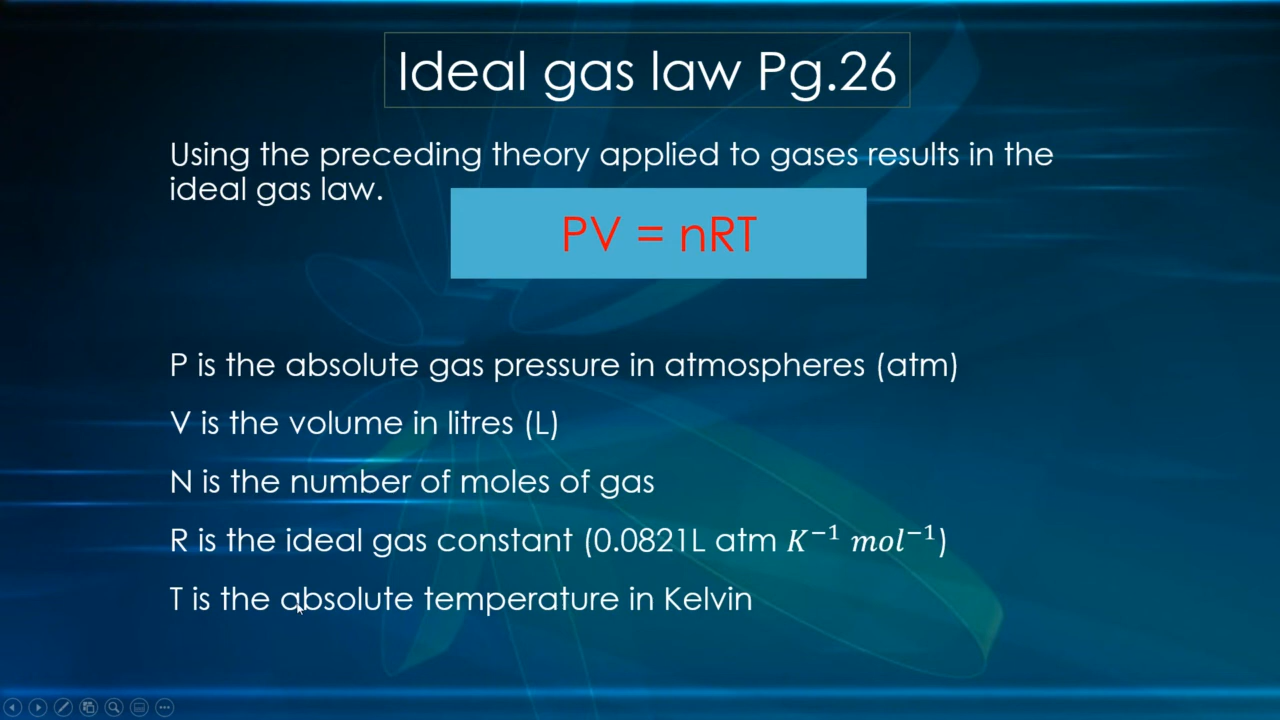 Ideal gas law Pg.26
Using the preceding theory applied to gases results in the
ideal gas law.
PV = nRT
P is the absolute gas pressure in atmospheres (atm)
V is the volume in litres (L)
N is the number of moles of gas
R is the ideal gas constant (0.0821L atm K⁻¹ mol⁻¹)
T is the absolute temperature in Kelvin